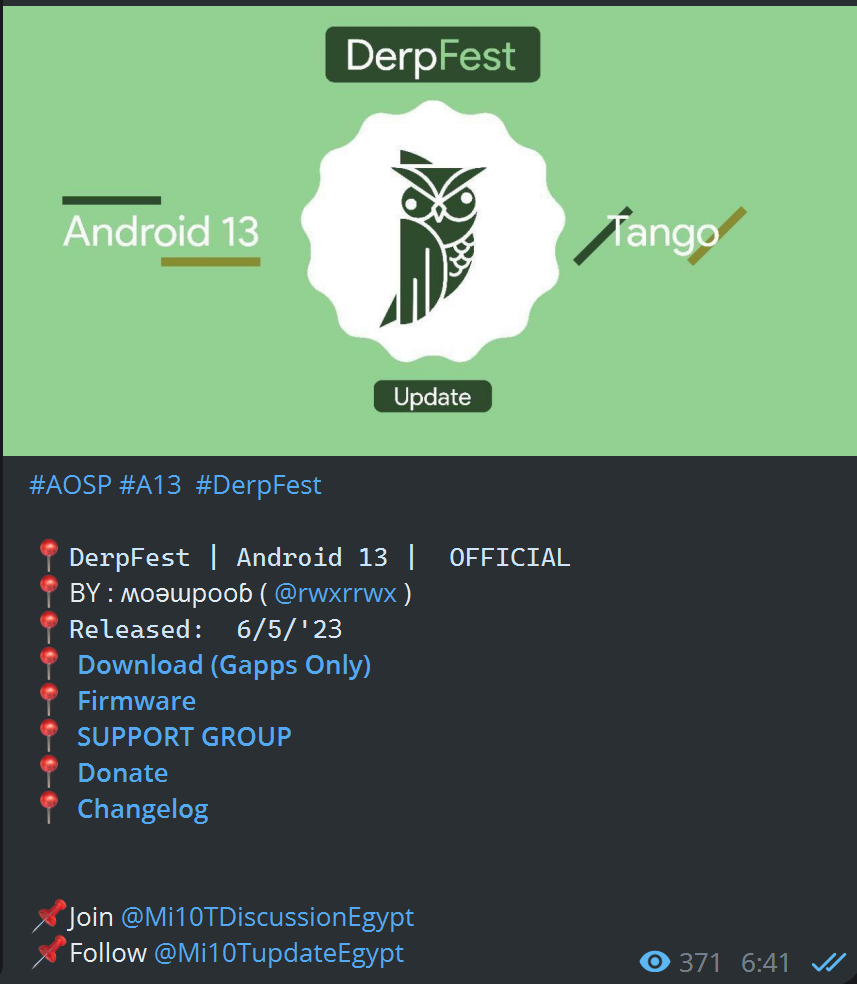 DerpFest
Android 13
Tango
Update
#AOSP #A13 #DerpFest
📍DerpFest | Android 13 | OFFICIAL
📍BY : ʍoǝɯpooɓ ( @rwxrrwx )
📍Released: 6/5/'23
📍 Download (Gapps Only)
📍 Firmware
📍 SUPPORT GROUP
📍 Donate
📍 Changelog
📌Join @Mi10TDiscussionEgypt
📌Follow @Mi10TupdateEgypt
371 6:41